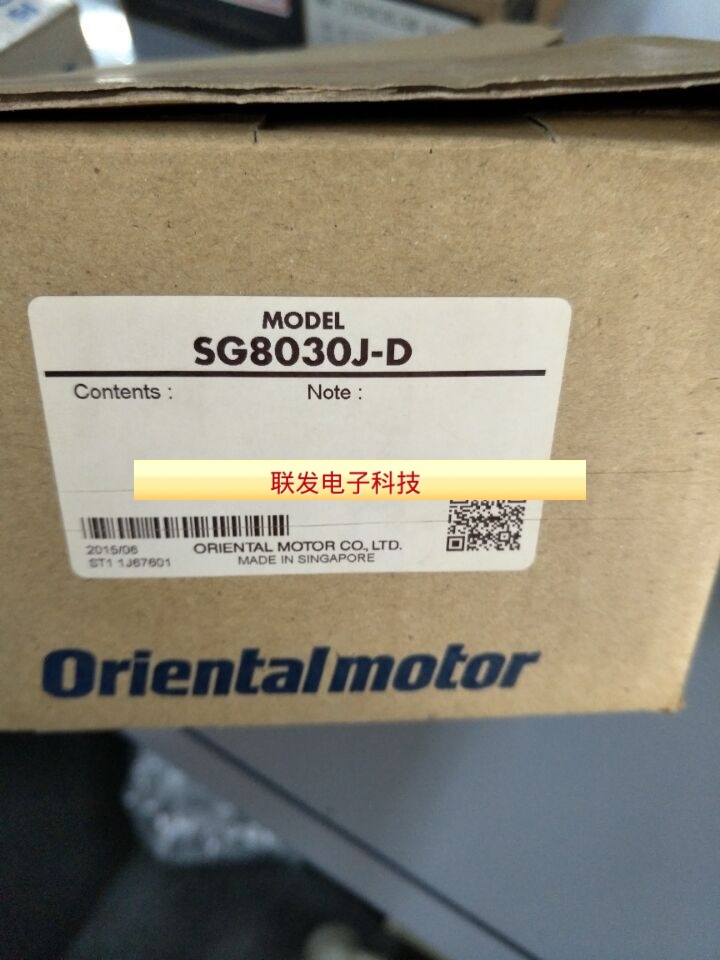 MODEL
SG8030J-D
Contents :
Note :
联发电子科技
2015/06
ORIENTAL MOTOR CO., LTD.
ST1 1J67601
MADE IN SINGAPORE
Orientalmotor